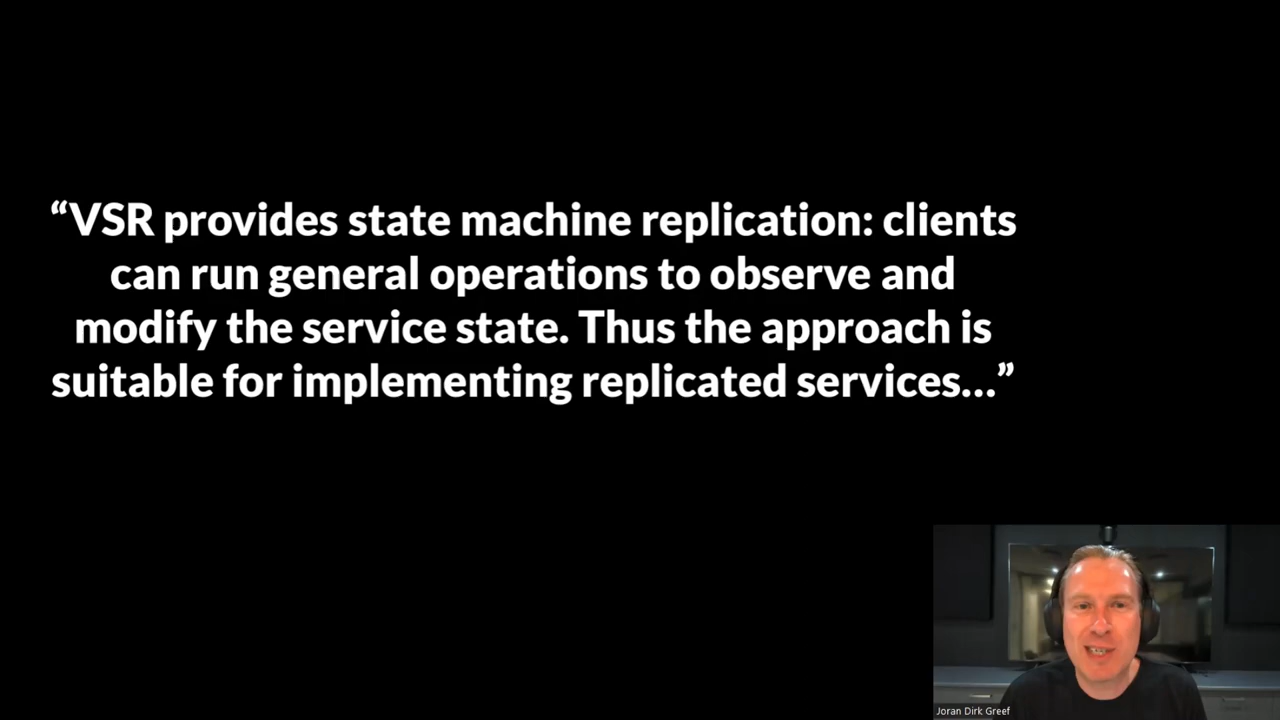 “VSR provides state machine replication: clients
can run general operations to observe and
modify the service state. Thus the approach is
suitable for implementing replicated services...”
Joran Dirk Greef